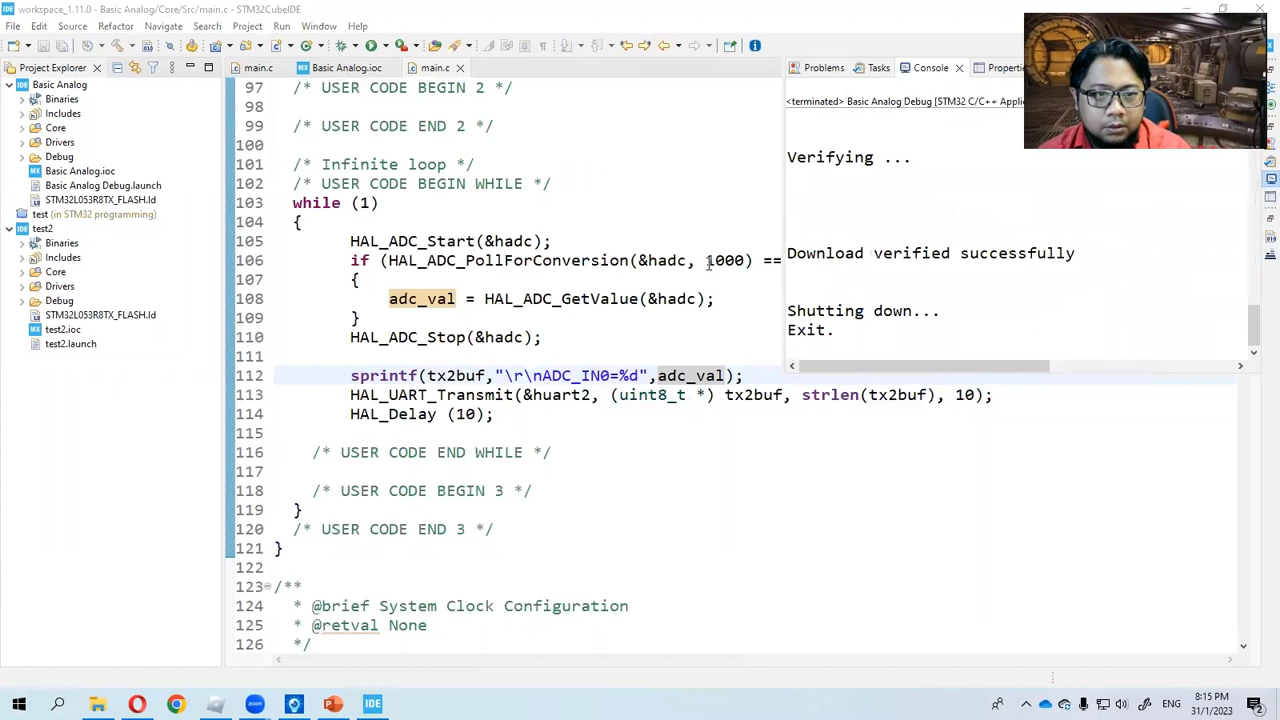 workspace_1.11.0 - Basic Analog/Core/Src/main.c - STM32CubeIDE
File Edit Source Refactor Navigate Search Project Run Window Help
Project Explorer
main.c
Basic Analog.ioc
main.c
Problems
Tasks
Console
Properti
Basic Analog
Binaries
Includes
Core
Drivers
Debug
Basic Analog.ioc
Basic Analog Debug.launch
STM32L053R8TX_FLASH.ld
test (in STM32 programming)
test2
Binaries
Includes
Core
Drivers
Debug
STM32L053R8TX_FLASH.ld
test2.ioc
test2.launch
97 /* USER CODE BEGIN 2 */
98
99 /* USER CODE END 2 */
100
101 /* Infinite loop */
102 /* USER CODE BEGIN WHILE */
103 while (1)
104 {
105 HAL_ADC_Start(&hadc);
106 if (HAL_ADC_PollForConversion(&hadc, 1000) ==
107 {
108 adc_val = HAL_ADC_GetValue(&hadc);
109 }
110 HAL_ADC_Stop(&hadc);
111
112 sprintf(tx2buf,"\r\nADC_IN0=%d",adc_val);
113 HAL_UART_Transmit(&huart2, (uint8_t *) tx2buf, strlen(tx2buf), 10);
114 HAL_Delay (10);
115
116 /* USER CODE END WHILE */
117
118 /* USER CODE BEGIN 3 */
119 }
120 /* USER CODE END 3 */
121 }
122
123 /**
124 * @brief System Clock Configuration
125 * @retval None
126 */
<terminated> Basic Analog Debug [STM32 C/C++ Appli
Verifying ...
Download verified successfully
Shutting down...
Exit.
zoom
IDE
ENG
8:15 PM
31/1/2023
2